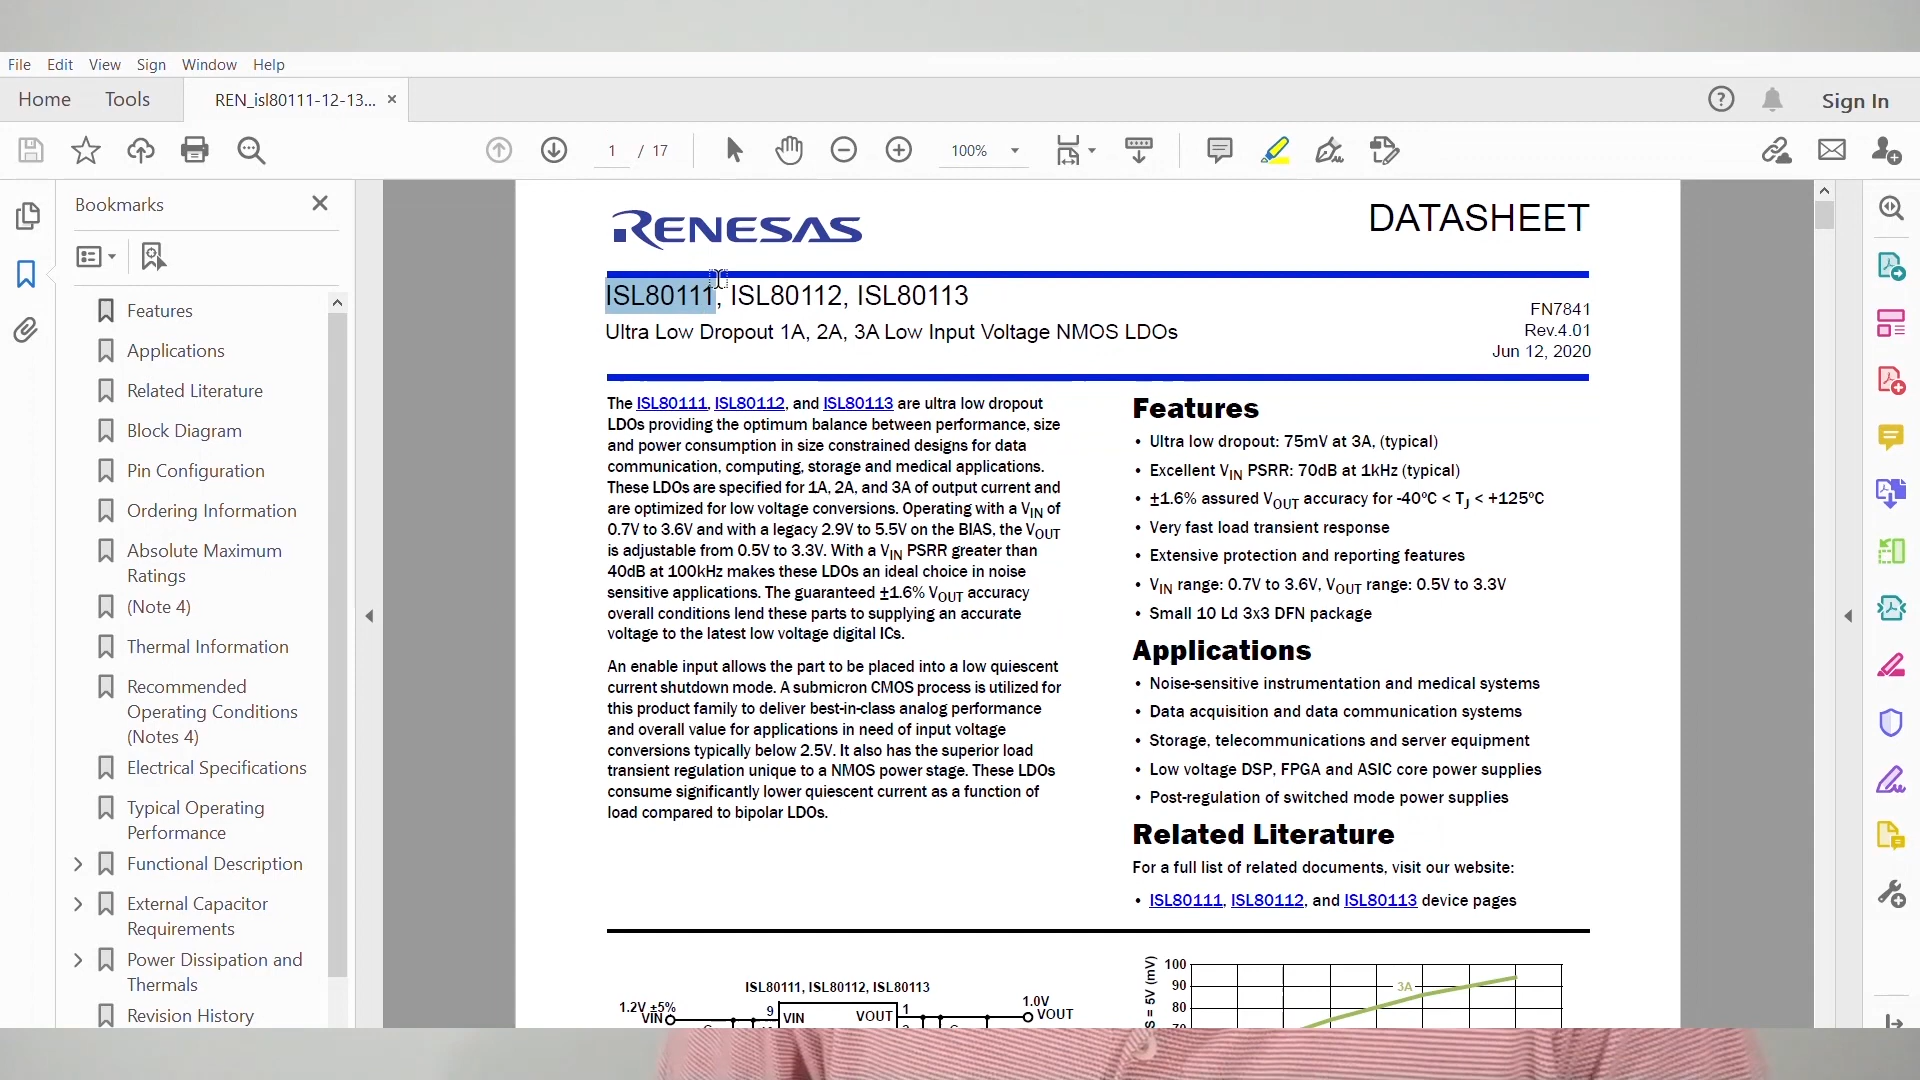 File Edit View Sign Window Help
Home Tools REN_isl80111-12-13... × Sign In
1 / 17 100%
Bookmarks
Features
Applications
Related Literature
Block Diagram
Pin Configuration
Ordering Information
Absolute Maximum
Ratings
(Note 4)
Thermal Information
Recommended
Operating Conditions
(Notes 4)
Electrical Specifications
Typical Operating
Performance
Functional Description
External Capacitor
Requirements
Power Dissipation and
Thermals
Revision History
RENESAS
DATASHEET
ISL80111, ISL80112, ISL80113
Ultra Low Dropout 1A, 2A, 3A Low Input Voltage NMOS LDOs
FN7841
Rev.4.01
Jun 12, 2020
The ISL80111, ISL80112, and ISL80113 are ultra low dropout
LDOs providing the optimum balance between performance, size
and power consumption in size constrained designs for data
communication, computing, storage and medical applications.
These LDOs are specified for 1A, 2A, and 3A of output current and
are optimized for low voltage conversions. Operating with a VIN of
0.7V to 3.6V and with a legacy 2.9V to 5.5V on the BIAS, the VOUT
is adjustable from 0.5V to 3.3V. With a VIN PSRR greater than
40dB at 100kHz makes these LDOs an ideal choice in noise
sensitive applications. The guaranteed ±1.6% VOUT accuracy
overall conditions lend these parts to supplying an accurate
voltage to the latest low voltage digital ICs.
An enable input allows the part to be placed into a low quiescent
current shutdown mode. A submicron CMOS process is utilized for
this product family to deliver best-in-class analog performance
and overall value for applications in need of input voltage
conversions typically below 2.5V. It also has the superior load
transient regulation unique to a NMOS power stage. These LDOs
consume significantly lower quiescent current as a function of
load compared to bipolar LDOs.
Features
• Ultra low dropout: 75mV at 3A, (typical)
• Excellent VIN PSRR: 70dB at 1kHz (typical)
• ±1.6% assured VOUT accuracy for -40ºC < TJ < +125ºC
• Very fast load transient response
• Extensive protection and reporting features
• VIN range: 0.7V to 3.6V, VOUT range: 0.5V to 3.3V
• Small 10 Ld 3x3 DFN package
Applications
• Noise-sensitive instrumentation and medical systems
• Data acquisition and data communication systems
• Storage, telecommunications and server equipment
• Low voltage DSP, FPGA and ASIC core power supplies
• Post-regulation of switched mode power supplies
Related Literature
For a full list of related documents, visit our website:
• ISL80111, ISL80112, and ISL80113 device pages
ISL80111, ISL80112, ISL80113
1.2V ±5%
VIN
9
VIN
VOUT
1
1.0V
VOUT
S = 5V (mV)
100
90
80
3A